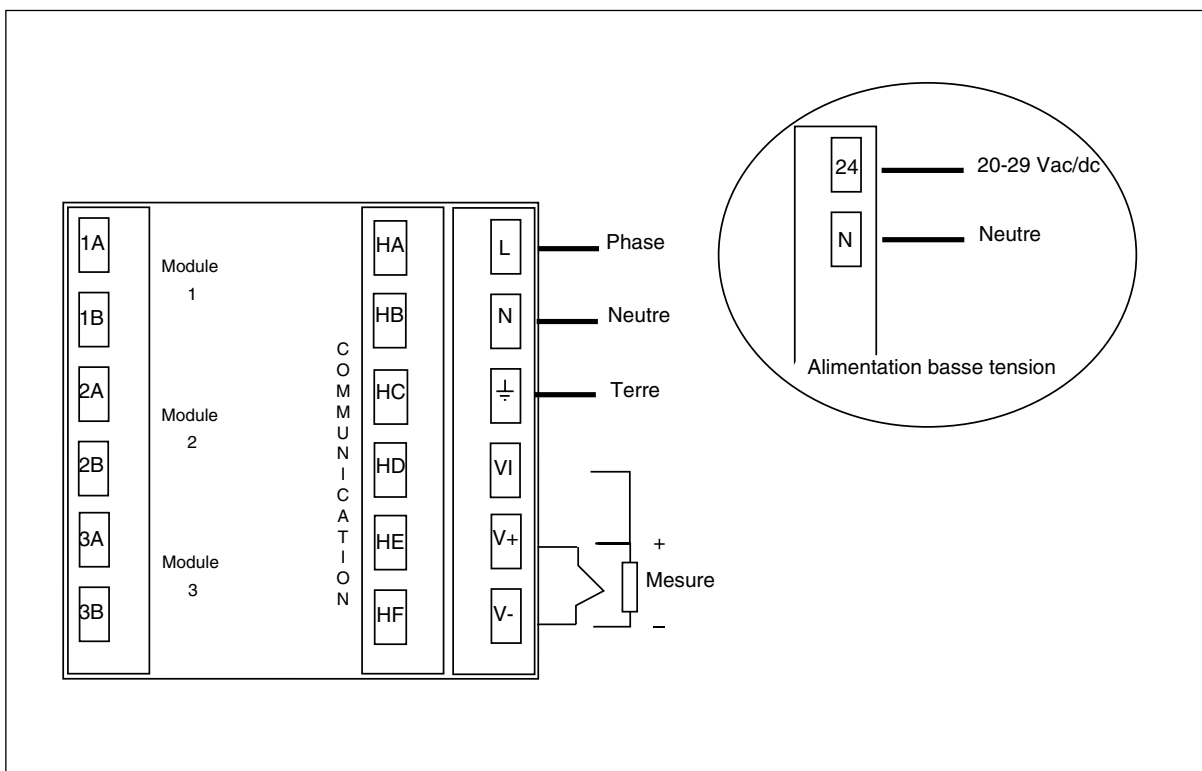 1A
1B
2A
2B
3A
3B
Module
1
Module
2
Module
3
COMMUNICATION
HA
HB
HC
HD
HE
HF
L
N
VI
V+
V-
Phase
Neutre
Terre
+
Mesure
–
24
N
20-29 Vac/dc
Neutre
Alimentation basse tension